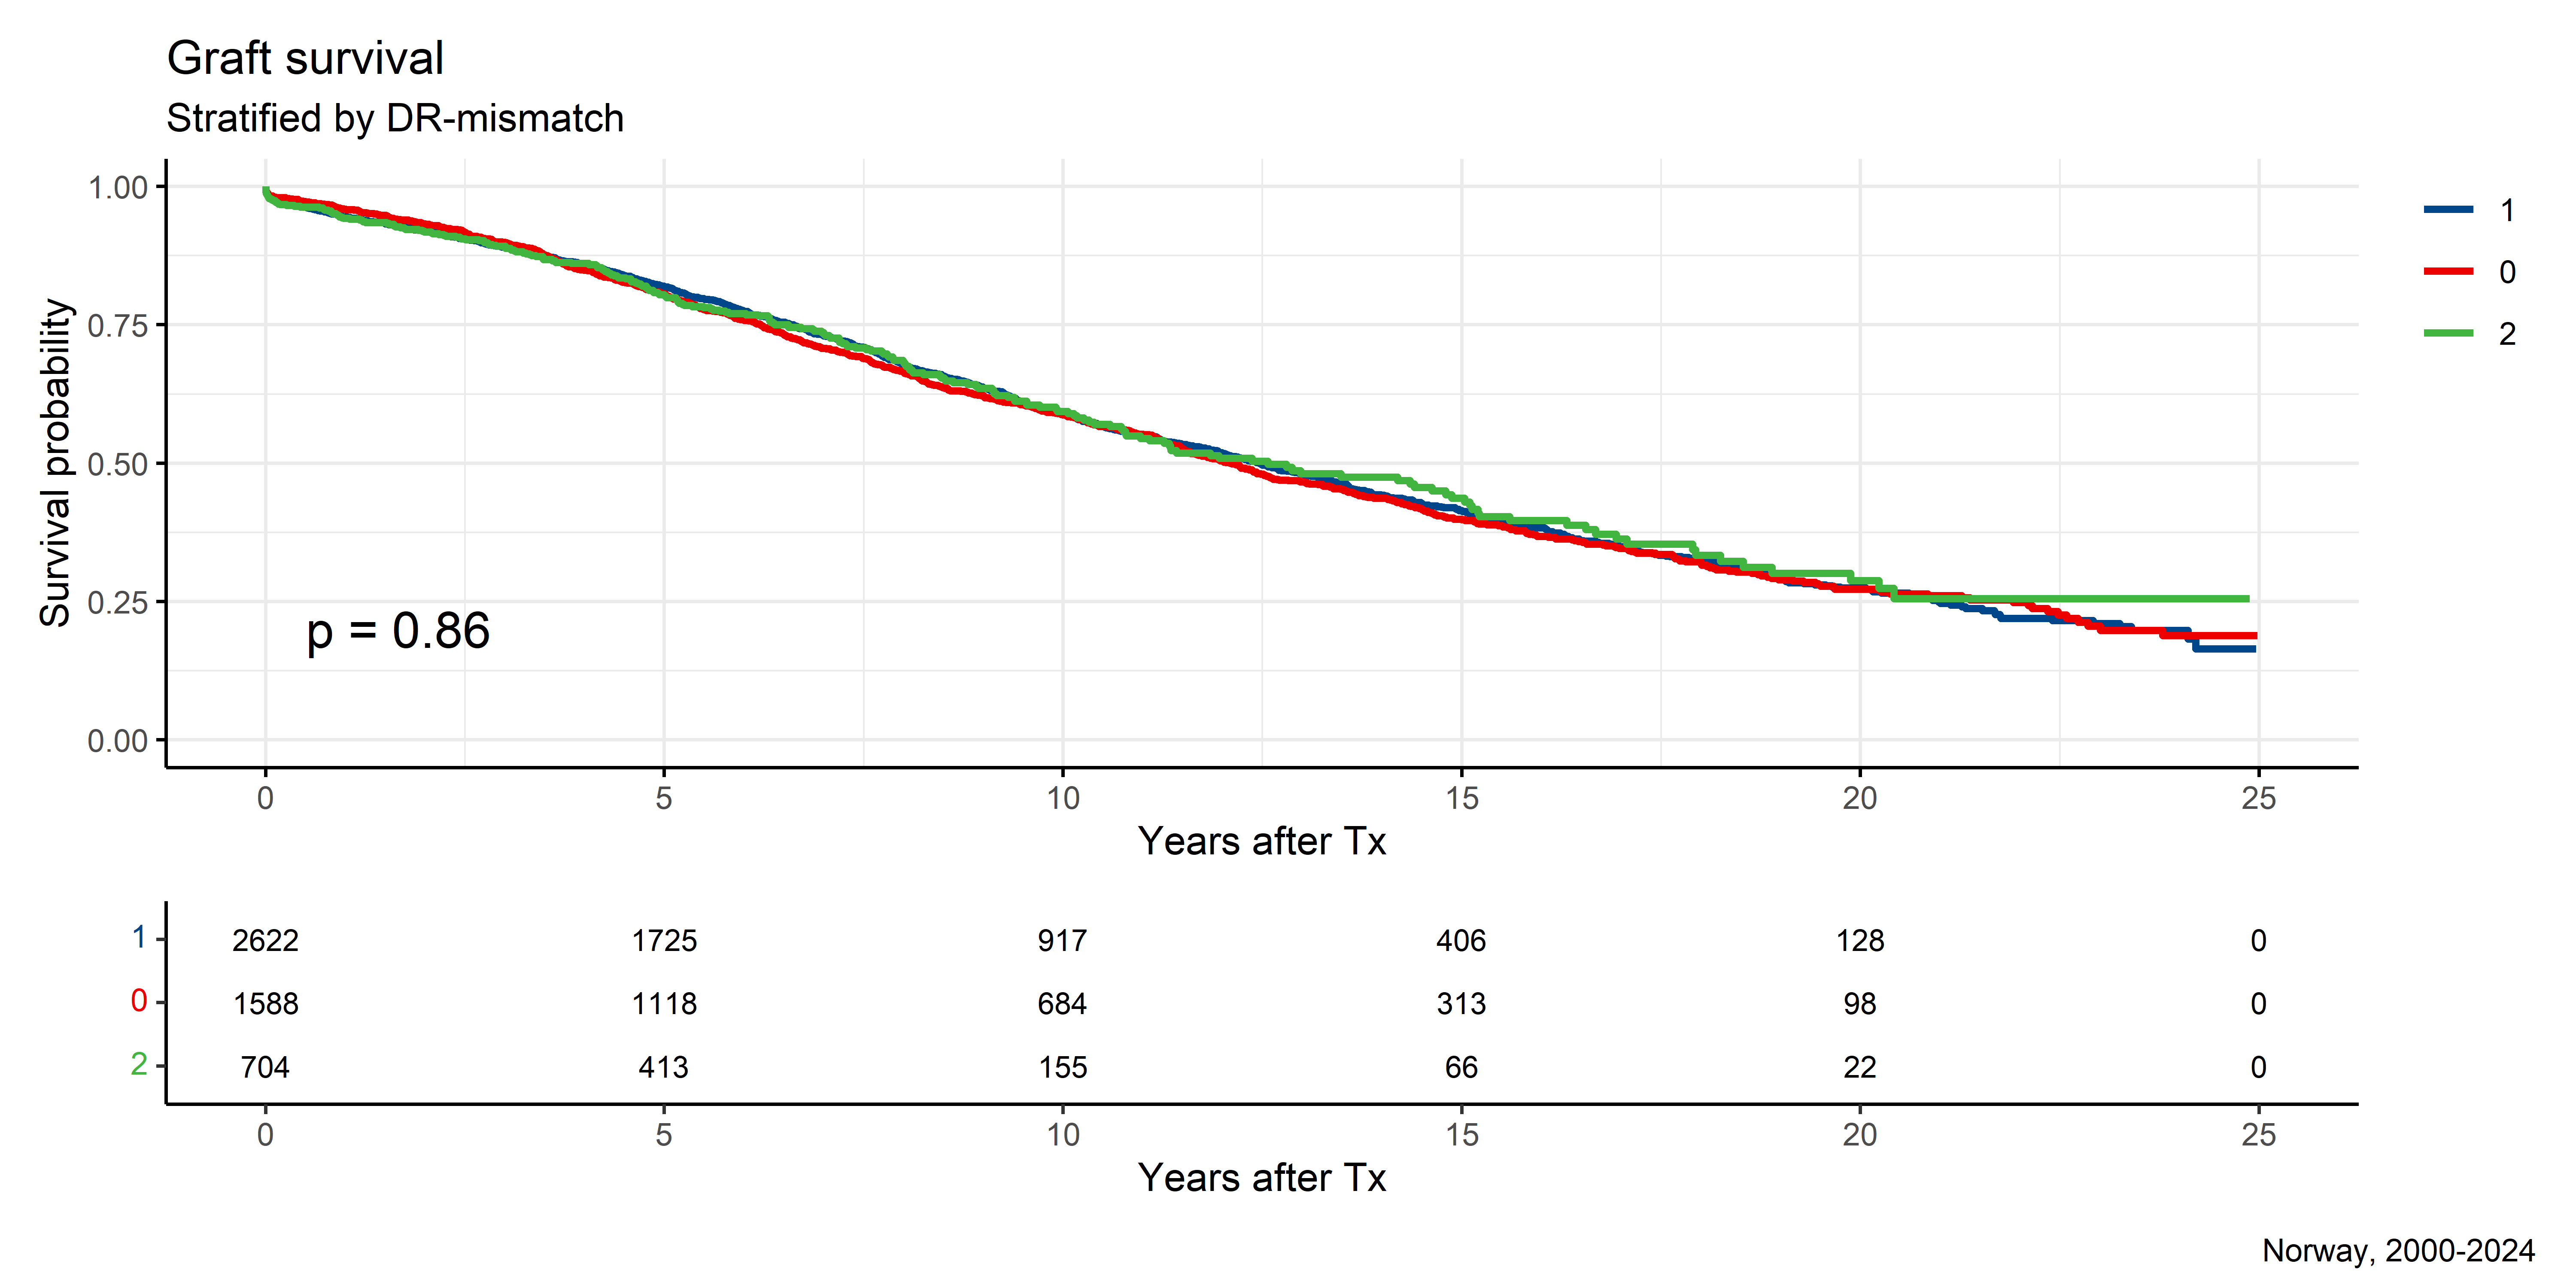 Graft survival
Stratified by DR-mismatch
Survival probability
1.00
0.75
0.50
0.25
0.00
p = 0.86
0 5 10 15 20 25
Years after Tx
1
0
2
1 2622 1725 917 406 128 0
0 1588 1118 684 313 98 0
2 704 413 155 66 22 0
0 5 10 15 20 25
Years after Tx
Norway, 2000-2024